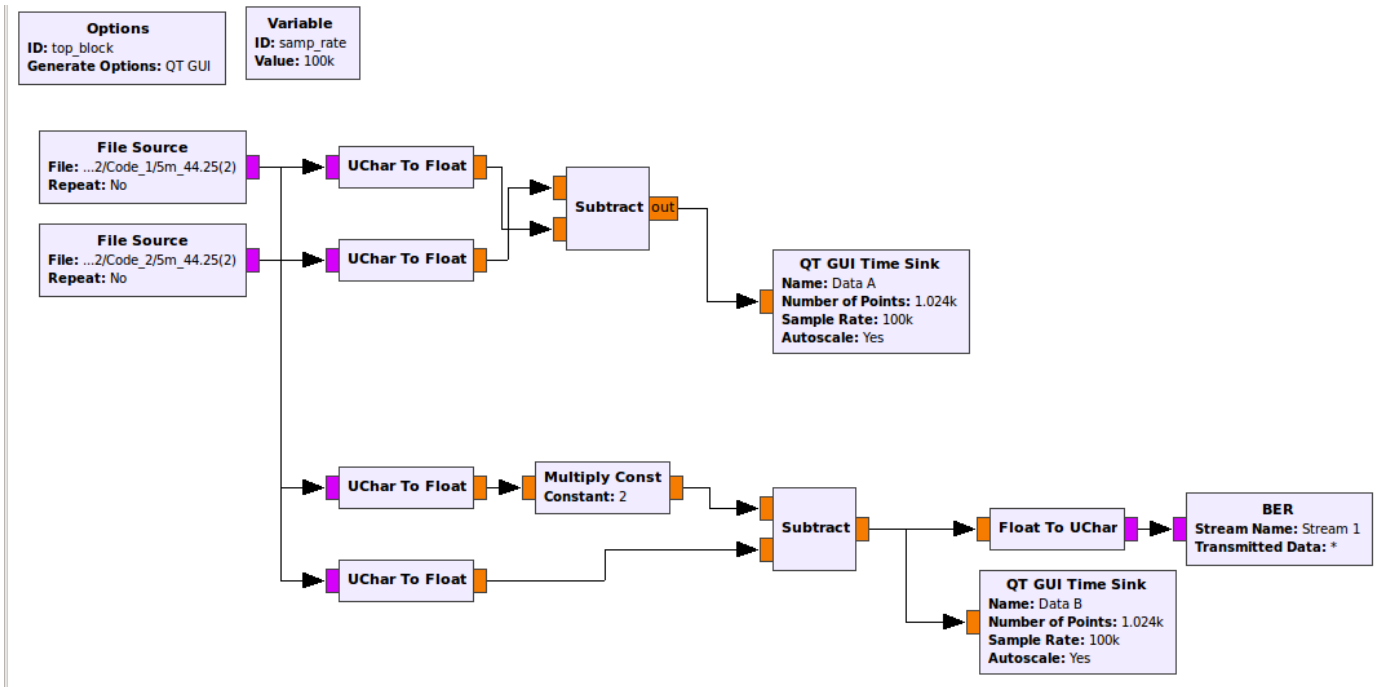 Options
ID: top_block
Generate Options: QT GUI
Variable
ID: samp_rate
Value: 100k
File Source
File: ...2/Code_1/5m_44.25(2)
Repeat: No
UChar To Float
Subtract
out
File Source
File: ...2/Code_2/5m_44.25(2)
Repeat: No
UChar To Float
QT GUI Time Sink
Name: Data A
Number of Points: 1.024k
Sample Rate: 100k
Autoscale: Yes
UChar To Float
Multiply Const
Constant: 2
Subtract
Float To UChar
BER
Stream Name: Stream 1
Transmitted Data: *
UChar To Float
QT GUI Time Sink
Name: Data B
Number of Points: 1.024k
Sample Rate: 100k
Autoscale: Yes